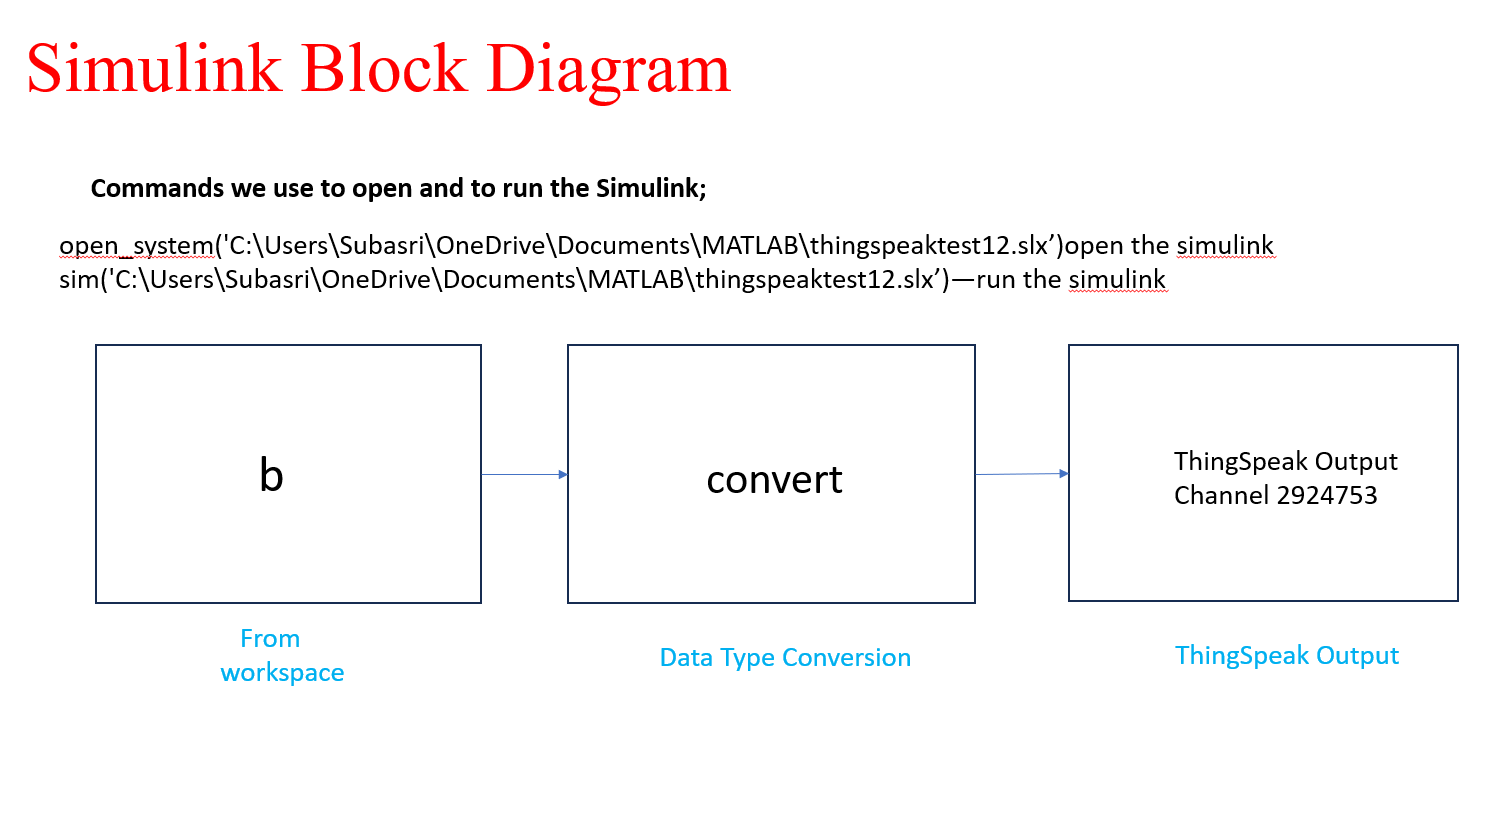 Simulink Block Diagram
Commands we use to open and to run the Simulink;
open_system('C:\Users\Subasri\OneDrive\Documents\MATLAB\thingspeaktest12.slx’)open the simulink
sim('C:\Users\Subasri\OneDrive\Documents\MATLAB\thingspeaktest12.slx’)—run the simulink
b
convert
ThingSpeak Output
Channel 2924753
From
workspace
Data Type Conversion
ThingSpeak Output